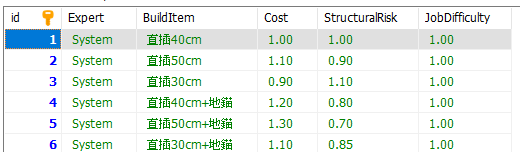 id Expert BuildItem Cost StructuralRisk JobDifficulty
1 System 直插40cm 1.00 1.00 1.00
2 System 直插50cm 1.10 0.90 1.00
3 System 直插30cm 0.90 1.10 1.00
4 System 直插40cm+地錨 1.20 0.80 1.00
5 System 直插50cm+地錨 1.30 0.70 1.00
6 System 直插30cm+地錨 1.10 0.85 1.00